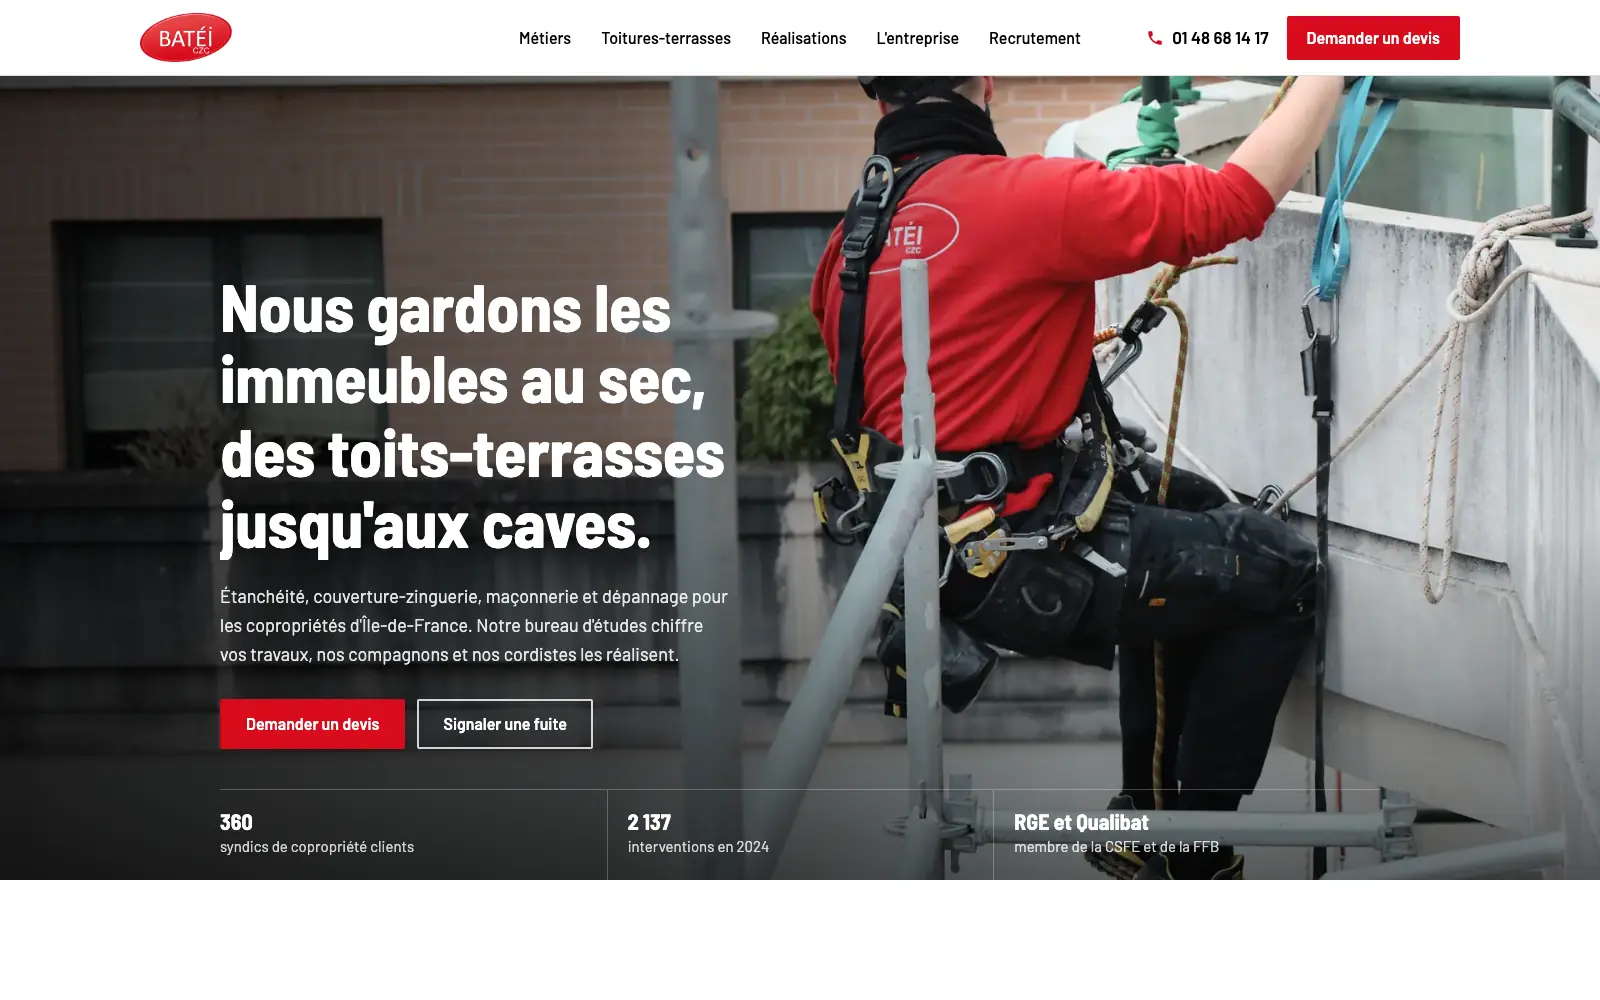 BATÉi
CZC
Métiers
Toitures-terrasses
Réalisations
L'entreprise
Recrutement
01 48 68 14 17
Demander un devis
ATÉI
CZC
Nous gardons les
immeubles au sec,
des toits-terrasses
jusqu'aux caves.
Étanchéité, couverture-zinguerie, maçonnerie et dépannage pour
les copropriétés d'Île-de-France. Notre bureau d'études chiffre
vos travaux, nos compagnons et nos cordistes les réalisent.
Demander un devis
Signaler une fuite
360
syndics de copropriété clients
2 137
interventions en 2024
RGE et Qualibat
membre de la CSFE et de la FFB